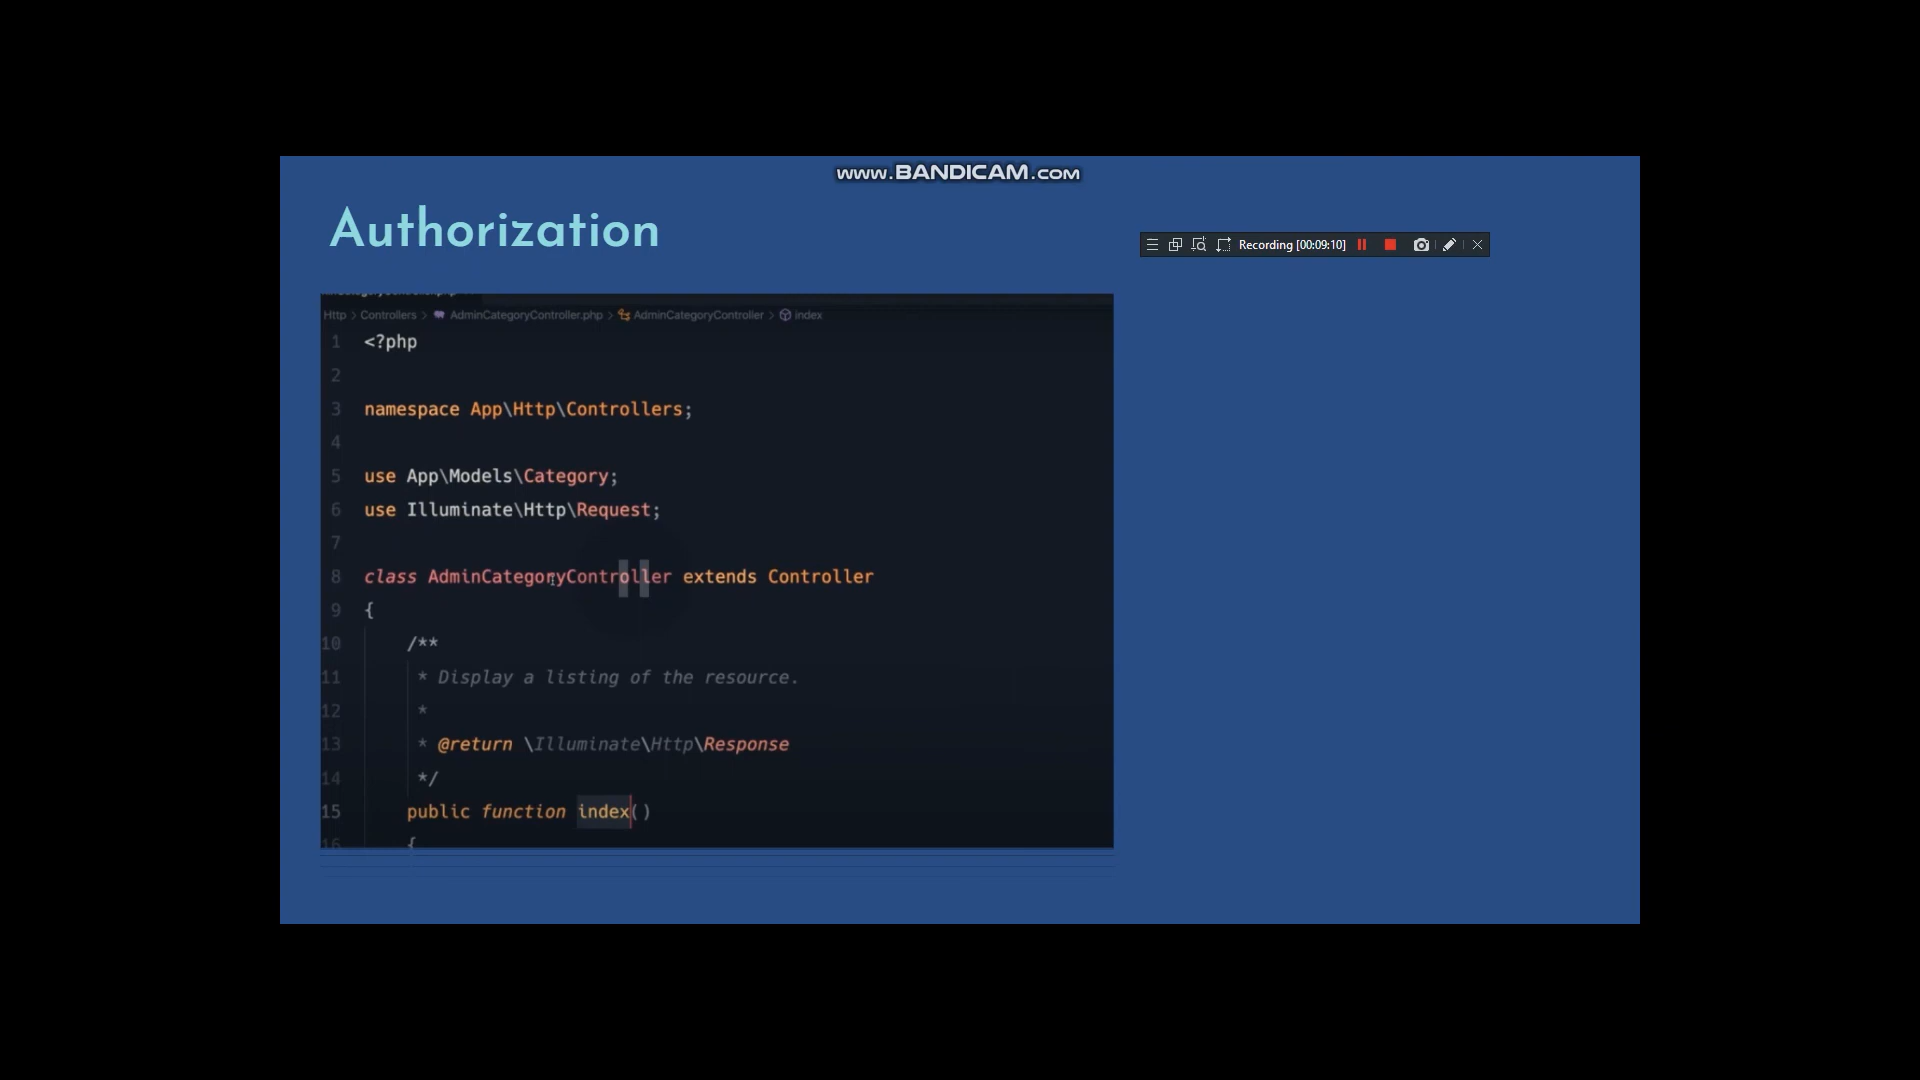 www.BANDICAM.com
Authorization
Recording [00:09:10]
Http > Controllers > AdminCategoryController.php > AdminCategoryController > index
1 <?php
2
3 namespace App\Http\Controllers;
4
5 use App\Models\Category;
6 use Illuminate\Http\Request;
7
8 class AdminCategoryController extends Controller
9 {
10 /**
11 * Display a listing of the resource.
12 *
13 * @return \Illuminate\Http\Response
14 */
15 public function index()
16 {